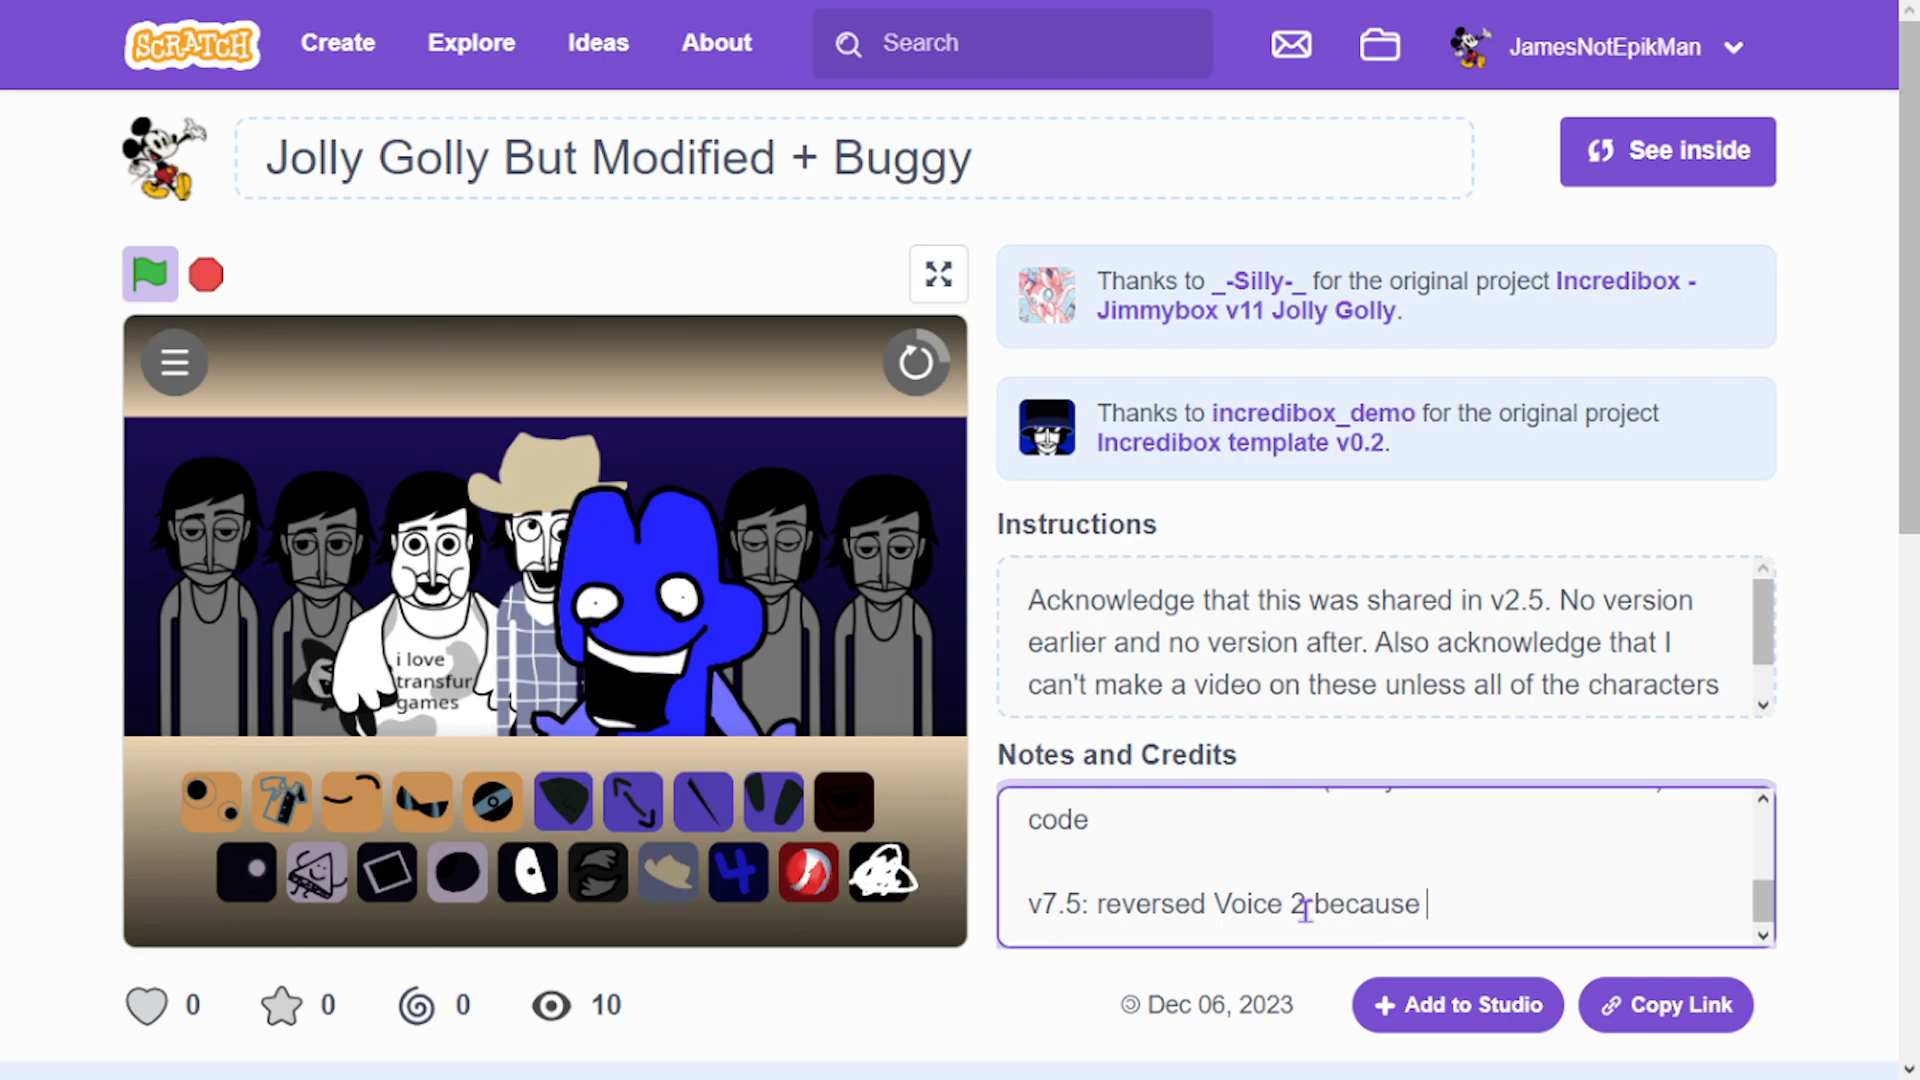 SCRATCH Create Explore Ideas About Search JamesNotEpikMan
Jolly Golly But Modified + Buggy
See inside
Thanks to _-Silly-_ for the original project Incredibox -
Jimmybox v11 Jolly Golly.
Thanks to incredibox_demo for the original project
Incredibox template v0.2.
i love
transfur
games
4
Instructions
Acknowledge that this was shared in v2.5. No version
earlier and no version after. Also acknowledge that I
can't make a video on these unless all of the characters
Notes and Credits
code
v7.5: reversed Voice 2 because
0 0 0 10
Dec 06, 2023
Add to Studio
Copy Link